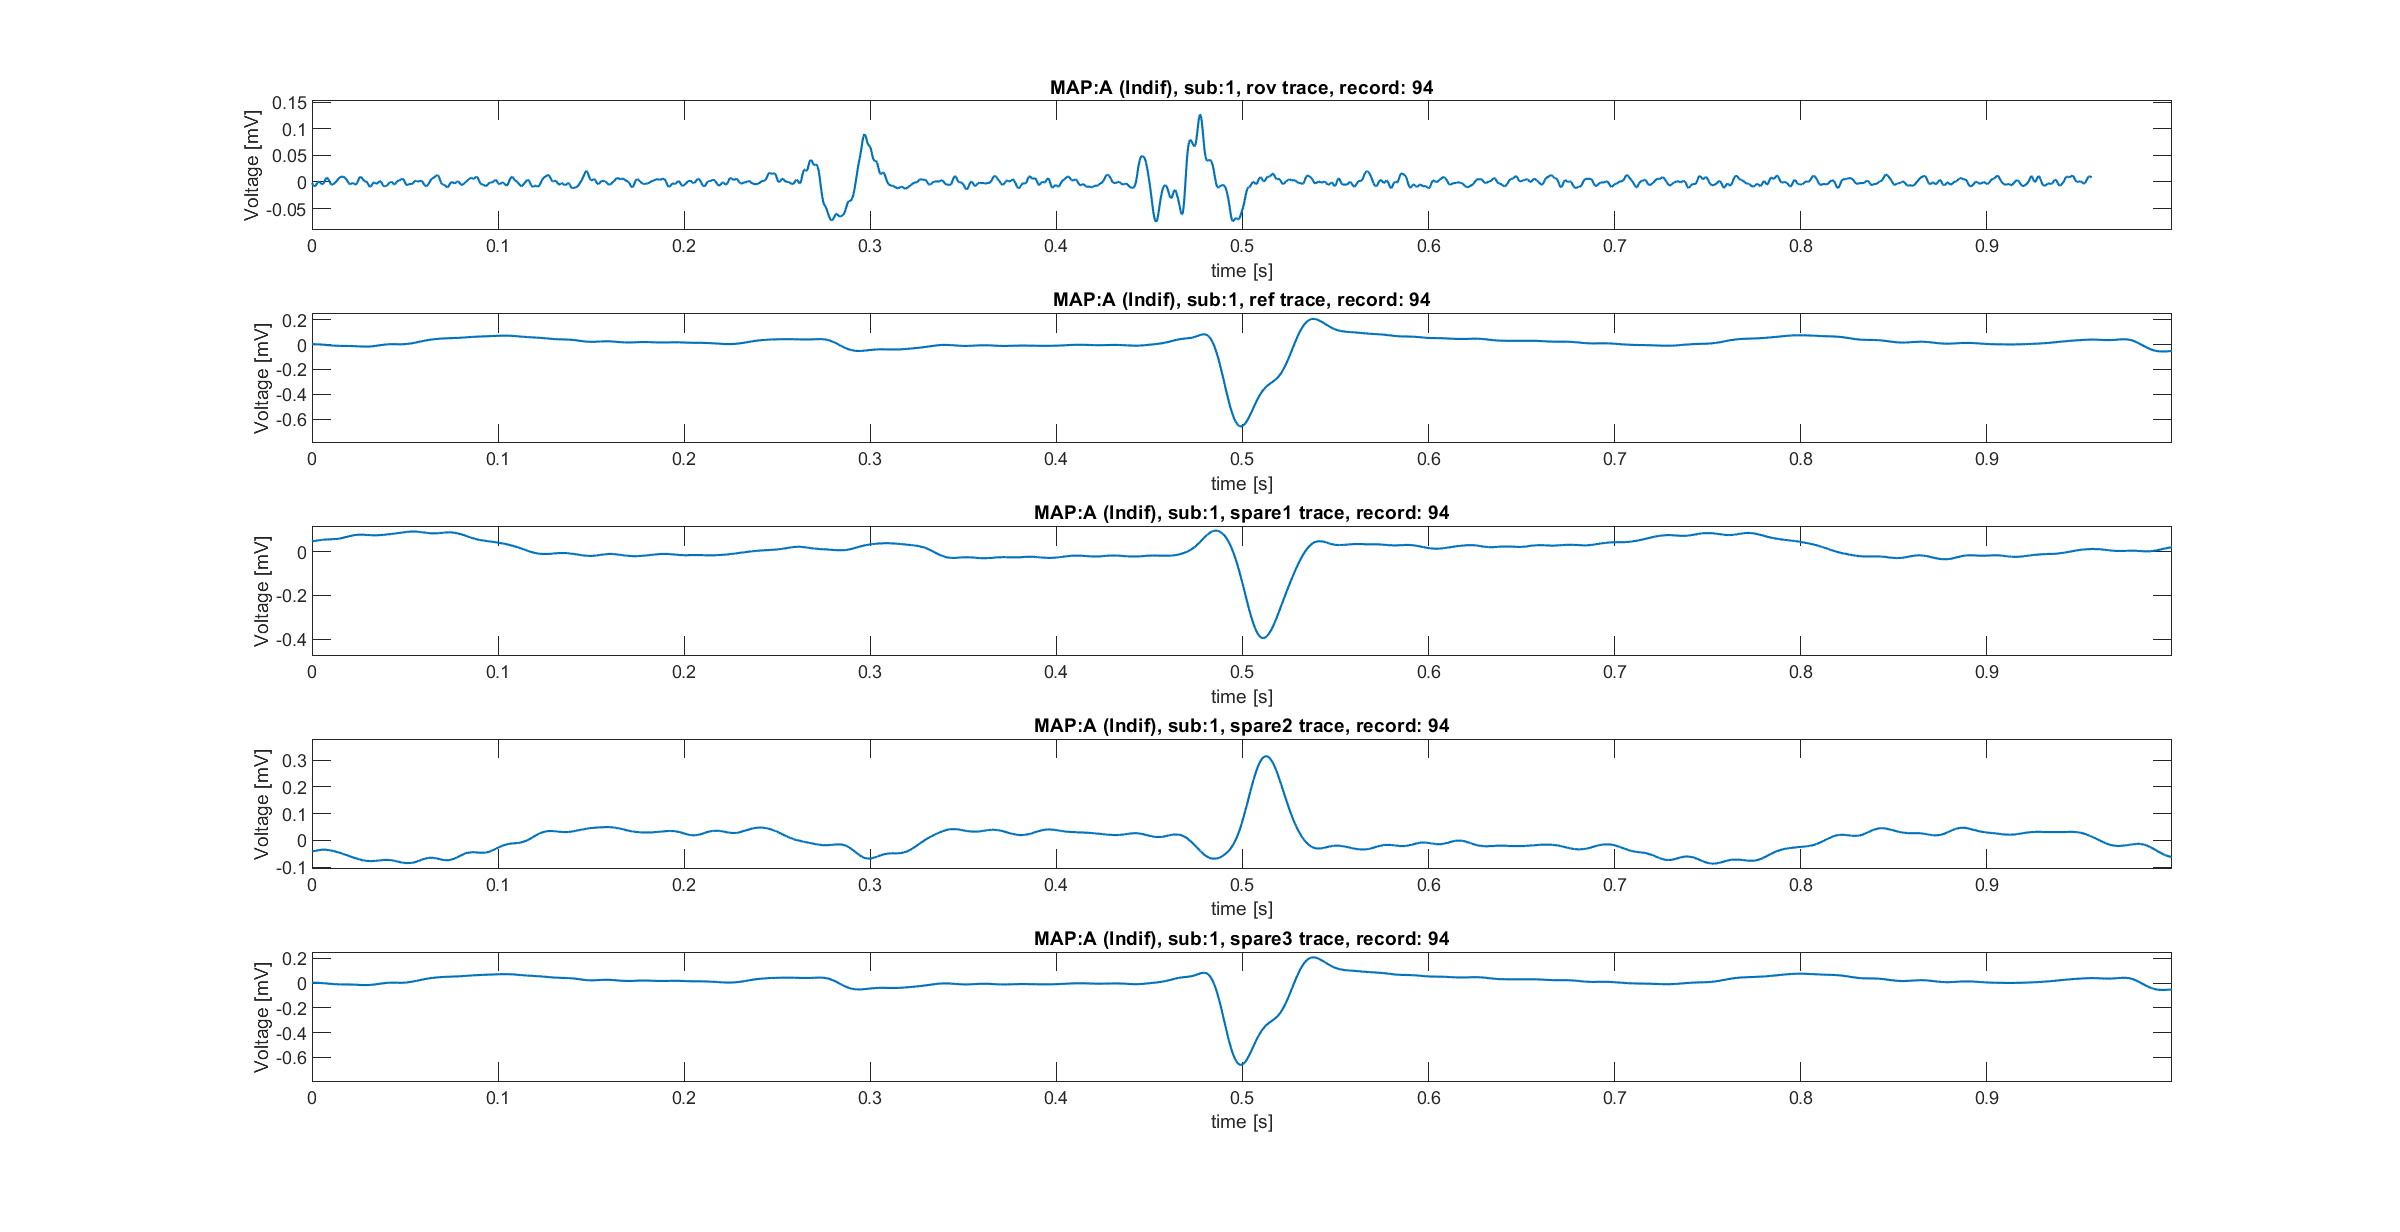 MAP:A (Indif), sub:1, rov trace, record: 94
Voltage [mV]
0.15
0.1
0.05
0
-0.05
0 0.1 0.2 0.3 0.4 0.5 0.6 0.7 0.8 0.9
time [s]
MAP:A (Indif), sub:1, ref trace, record: 94
Voltage [mV]
0.2
0
-0.2
-0.4
-0.6
0 0.1 0.2 0.3 0.4 0.5 0.6 0.7 0.8 0.9
time [s]
MAP:A (Indif), sub:1, spare1 trace, record: 94
Voltage [mV]
0
-0.2
-0.4
0 0.1 0.2 0.3 0.4 0.5 0.6 0.7 0.8 0.9
time [s]
MAP:A (Indif), sub:1, spare2 trace, record: 94
Voltage [mV]
0.3
0.2
0.1
0
-0.1
0 0.1 0.2 0.3 0.4 0.5 0.6 0.7 0.8 0.9
time [s]
MAP:A (Indif), sub:1, spare3 trace, record: 94
Voltage [mV]
0.2
0
-0.2
-0.4
-0.6
0 0.1 0.2 0.3 0.4 0.5 0.6 0.7 0.8 0.9
time [s]